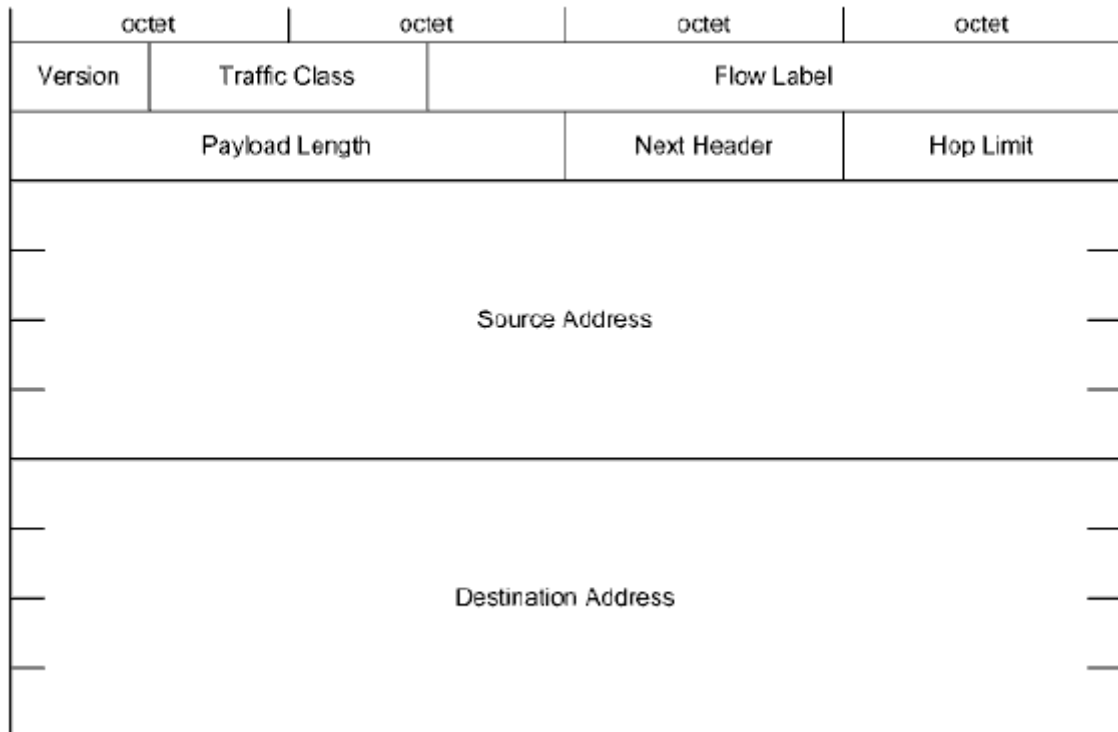 octet octet octet octet
Version Traffic Class Flow Label
Payload Length Next Header Hop Limit
Source Address
Destination Address